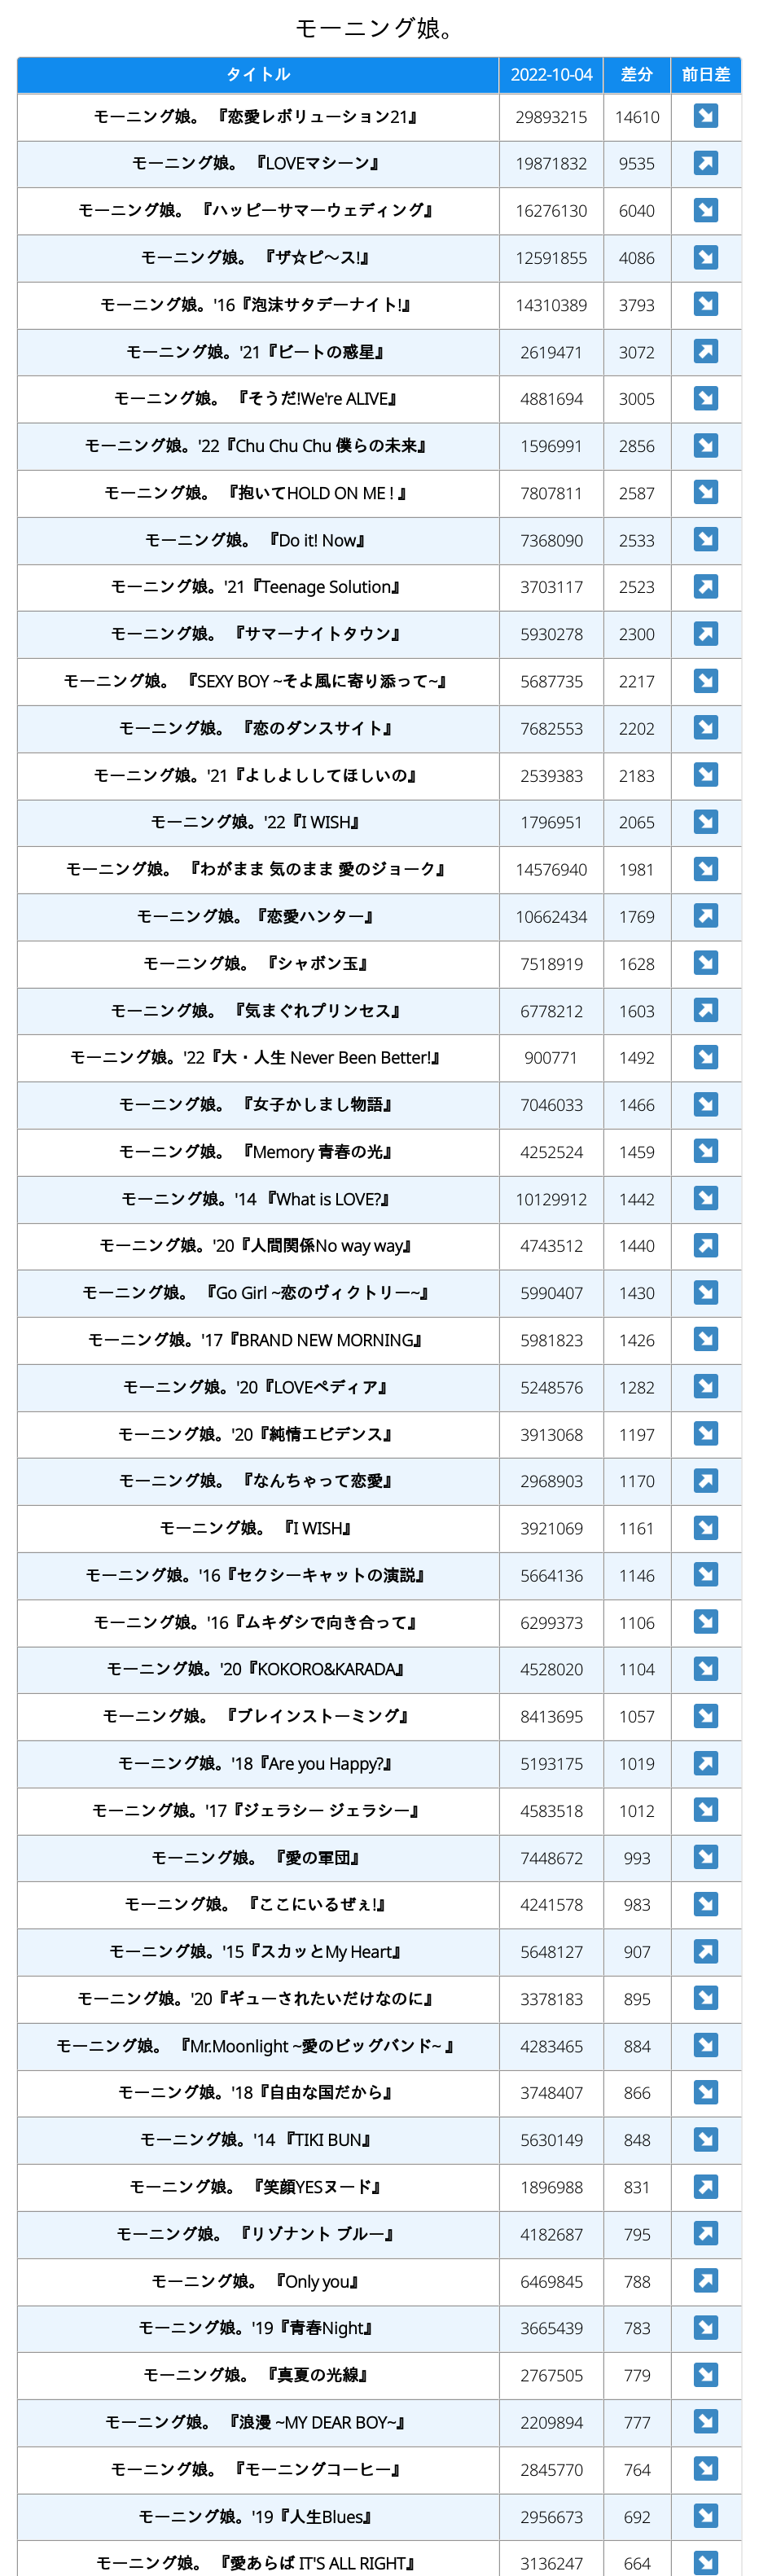 モーニング娘。
タイトル 2022-10-04 差分 前日差
モーニング娘。 『恋愛レボリューション21』 29893215 14610 ↘
モーニング娘。 『LOVEマシーン』 19871832 9535 ↗
モーニング娘。 『ハッピーサマーウェディング』 16276130 6040 ↘
モーニング娘。 『ザ☆ピ〜ス!』 12591855 4086 ↘
モーニング娘。'16『泡沫サタデーナイト!』 14310389 3793 ↘
モーニング娘。'21『ビートの惑星』 2619471 3072 ↗
モーニング娘。 『そうだ!We're ALIVE』 4881694 3005 ↘
モーニング娘。'22『Chu Chu Chu 僕らの未来』 1596991 2856 ↘
モーニング娘。 『抱いてHOLD ON ME ! 』 7807811 2587 ↘
モーニング娘。 『Do it! Now』 7368090 2533 ↘
モーニング娘。'21『Teenage Solution』 3703117 2523 ↗
モーニング娘。 『サマーナイトタウン』 5930278 2300 ↗
モーニング娘。 『SEXY BOY ~そよ風に寄り添って~』 5687735 2217 ↘
モーニング娘。 『恋のダンスサイト』 7682553 2202 ↘
モーニング娘。'21『よしよししてほしいの』 2539383 2183 ↘
モーニング娘。'22『I WISH』 1796951 2065 ↘
モーニング娘。 『わがまま 気のまま 愛のジョーク』 14576940 1981 ↘
モーニング娘。『恋愛ハンター』 10662434 1769 ↗
モーニング娘。 『シャボン玉』 7518919 1628 ↘
モーニング娘。 『気まぐれプリンセス』 6778212 1603 ↗
モーニング娘。'22『大・人生 Never Been Better!』 900771 1492 ↘
モーニング娘。 『女子かしまし物語』 7046033 1466 ↘
モーニング娘。 『Memory 青春の光』 4252524 1459 ↘
モーニング娘。'14 『What is LOVE?』 10129912 1442 ↘
モーニング娘。'20『人間関係No way way』 4743512 1440 ↗
モーニング娘。 『Go Girl ~恋のヴィクトリー~』 5990407 1430 ↘
モーニング娘。'17『BRAND NEW MORNING』 5981823 1426 ↘
モーニング娘。'20『LOVEペディア』 5248576 1282 ↘
モーニング娘。'20『純情エビデンス』 3913068 1197 ↘
モーニング娘。 『なんちゃって恋愛』 2968903 1170 ↗
モーニング娘。 『I WISH』 3921069 1161 ↘
モーニング娘。'16『セクシーキャットの演説』 5664136 1146 ↘
モーニング娘。'16『ムキダシで向き合って』 6299373 1106 ↘
モーニング娘。'20『KOKORO&KARADA』 4528020 1104 ↘
モーニング娘。 『ブレインストーミング』 8413695 1057 ↘
モーニング娘。'18『Are you Happy?』 5193175 1019 ↗
モーニング娘。'17『ジェラシー ジェラシー』 4583518 1012 ↘
モーニング娘。 『愛の軍団』 7448672 993 ↘
モーニング娘。 『ここにいるぜぇ!』 4241578 983 ↘
モーニング娘。'15『スカッとMy Heart』 5648127 907 ↗
モーニング娘。'20『ギューされたいだけなのに』 3378183 895 ↘
モーニング娘。 『Mr.Moonlight ~愛のビッグバンド~ 』 4283465 884 ↘
モーニング娘。'18『自由な国だから』 3748407 866 ↘
モーニング娘。'14 『TIKI BUN』 5630149 848 ↘
モーニング娘。 『笑顔YESヌード』 1896988 831 ↗
モーニング娘。 『リゾナント ブルー』 4182687 795 ↗
モーニング娘。 『Only you』 6469845 788 ↗
モーニング娘。'19『青春Night』 3665439 783 ↘
モーニング娘。 『真夏の光線』 2767505 779 ↘
モーニング娘。 『浪漫 ~MY DEAR BOY~』 2209894 777 ↘
モーニング娘。 『モーニングコーヒー』 2845770 764 ↘
モーニング娘。'19『人生Blues』 2956673 692 ↘
モーニング娘。 『愛あらば IT'S ALL RIGHT』 3136247 664 ↘